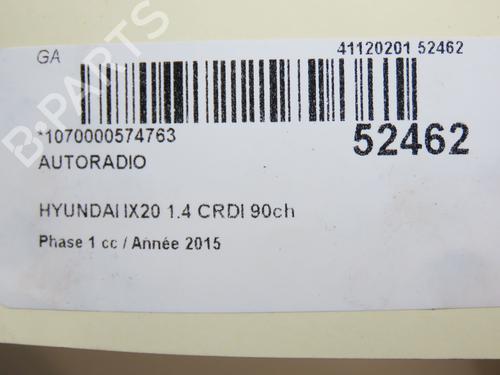 GA
41120201 52462
*1070000574763
52462
AUTORADIO
HYUNDAI IX20 1.4 CRDI 90ch
Phase 1 cc / Année 2015
B-PARTS